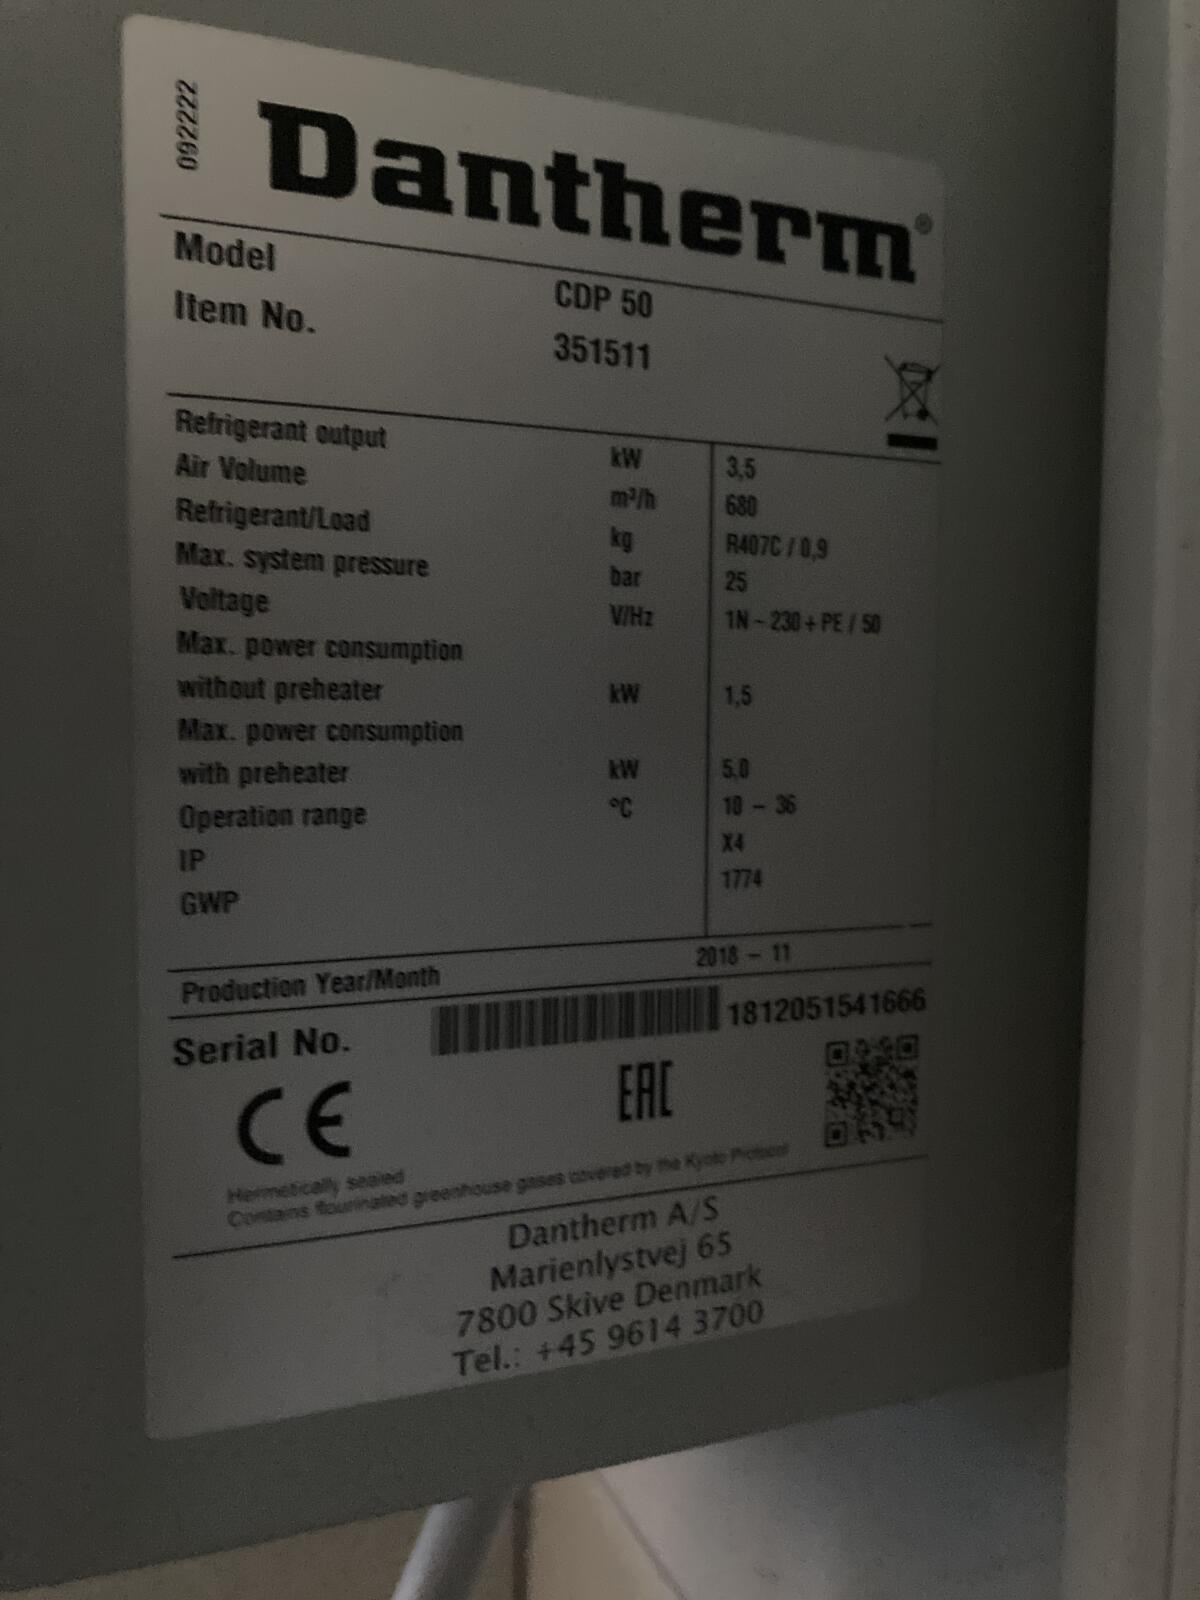 092222
Dantherm®
Model CDP 50
Item No. 351511
Refrigerant output kW 3,5
Air Volume m³/h 680
Refrigerant/Load kg R407C / 0,9
Max. system pressure bar 25
Voltage V/Hz 1N ~ 230 + PE / 50
Max. power consumption
without preheater kW 1,5
Max. power consumption
with preheater kW 5,0
Operation range °C 10 – 36
IP X4
GWP 1774
Production Year/Month 2018 – 11
Serial No. 1812051541666
CE EAC
Hermetically sealed
Contains flourinated greenhouse gases covered by the Kyoto Protocol
Dantherm A/S
Marienlystvej 65
7800 Skive Denmark
Tel.: +45 9614 3700